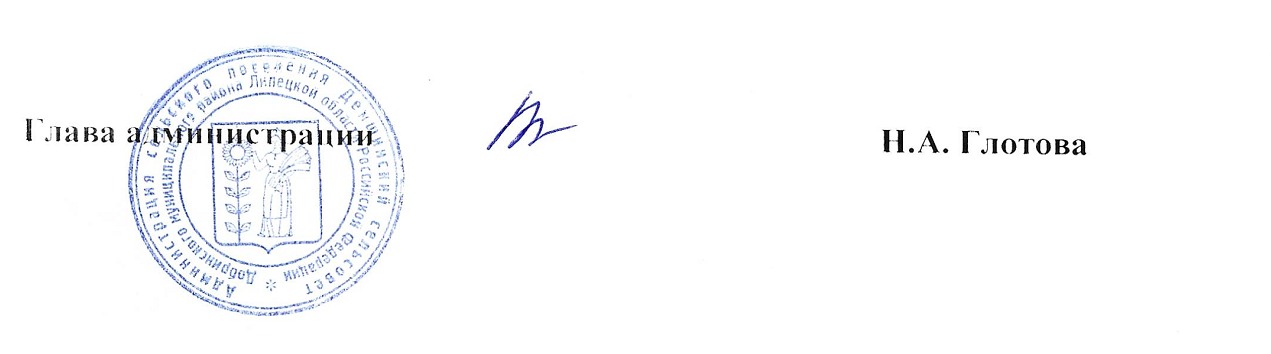 Глава администрации
Н.А. Глотова
Администрация сельского поселения Демшинский сельсовет
Добринского муниципального района Липецкой области Российской Федерации